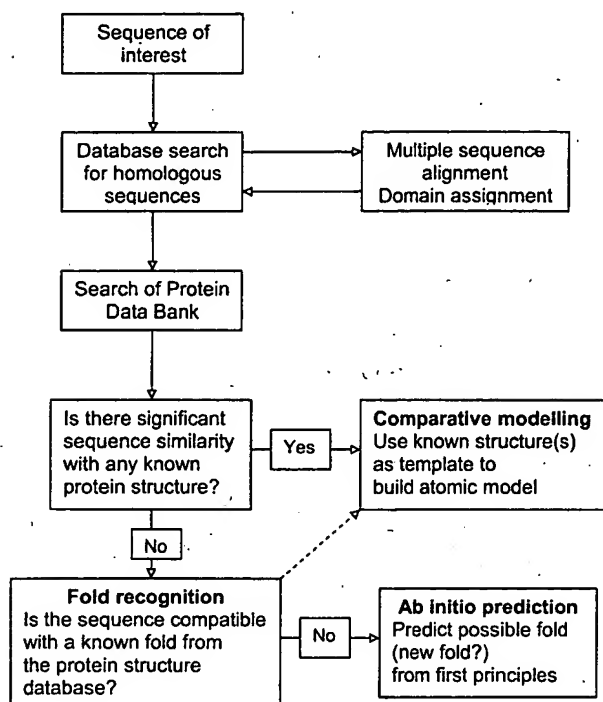 Sequence of
interest
Database search
for homologous
sequences
Multiple sequence
alignment
Domain assignment
Search of Protein
Data Bank
Is there significant
sequence similarity
with any known
protein structure?
Yes
Comparative modelling
Use known structure(s)
as template to
build atomic model
No
Fold recognition
Is the sequence compatible
with a known fold from
the protein structure
database?
No
Ab initio prediction
Predict possible fold
(new fold?)
from first principles